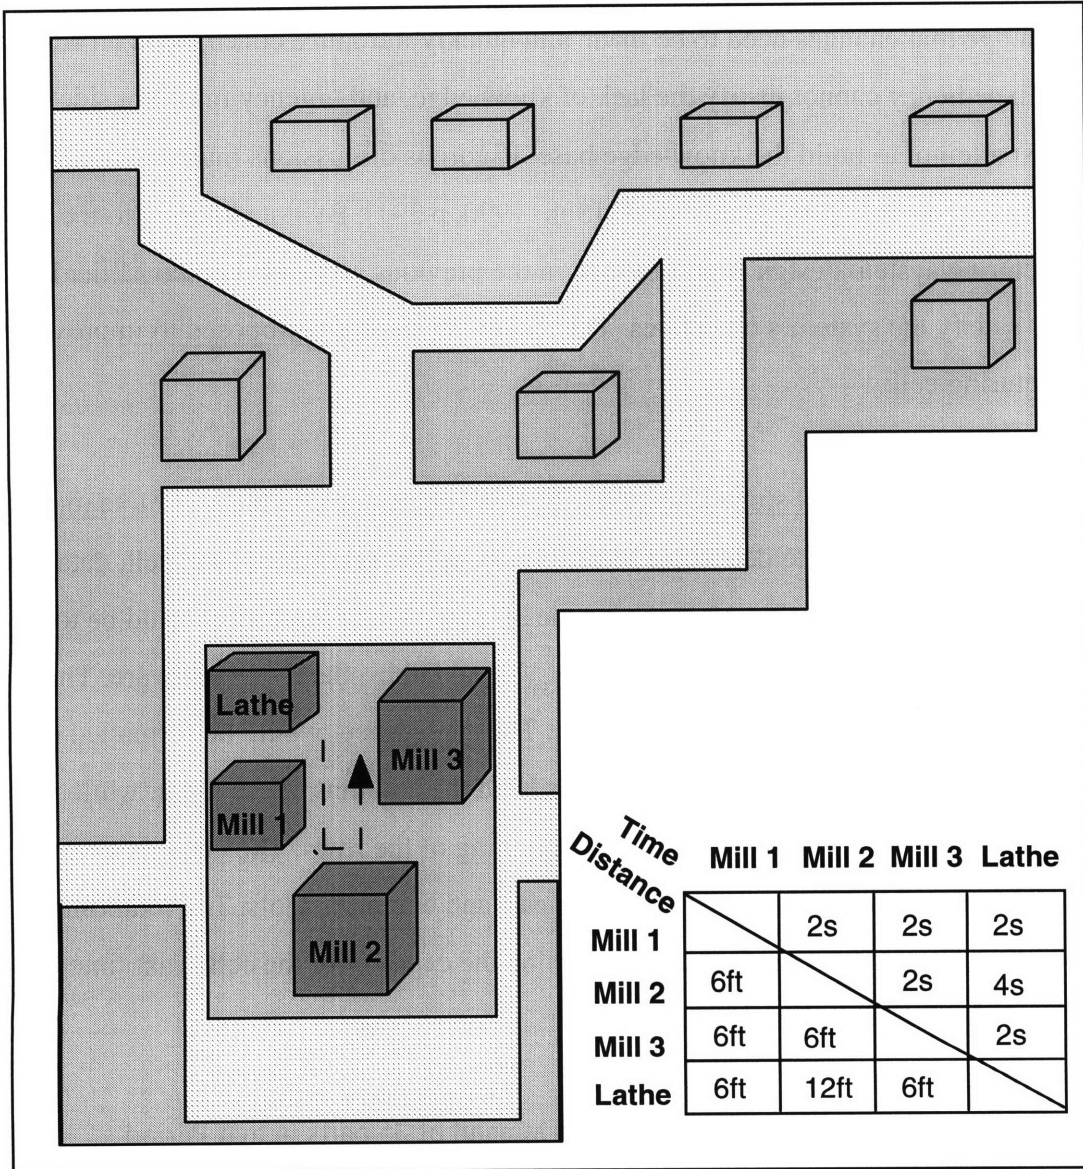 Lathe
Mill 3
Mill 1
Mill 2
Time
Distance
Mill 1 Mill 2 Mill 3 Lathe
Mill 1 2s 2s 2s
Mill 2 6ft 2s 4s
Mill 3 6ft 6ft 2s
Lathe 6ft 12ft 6ft